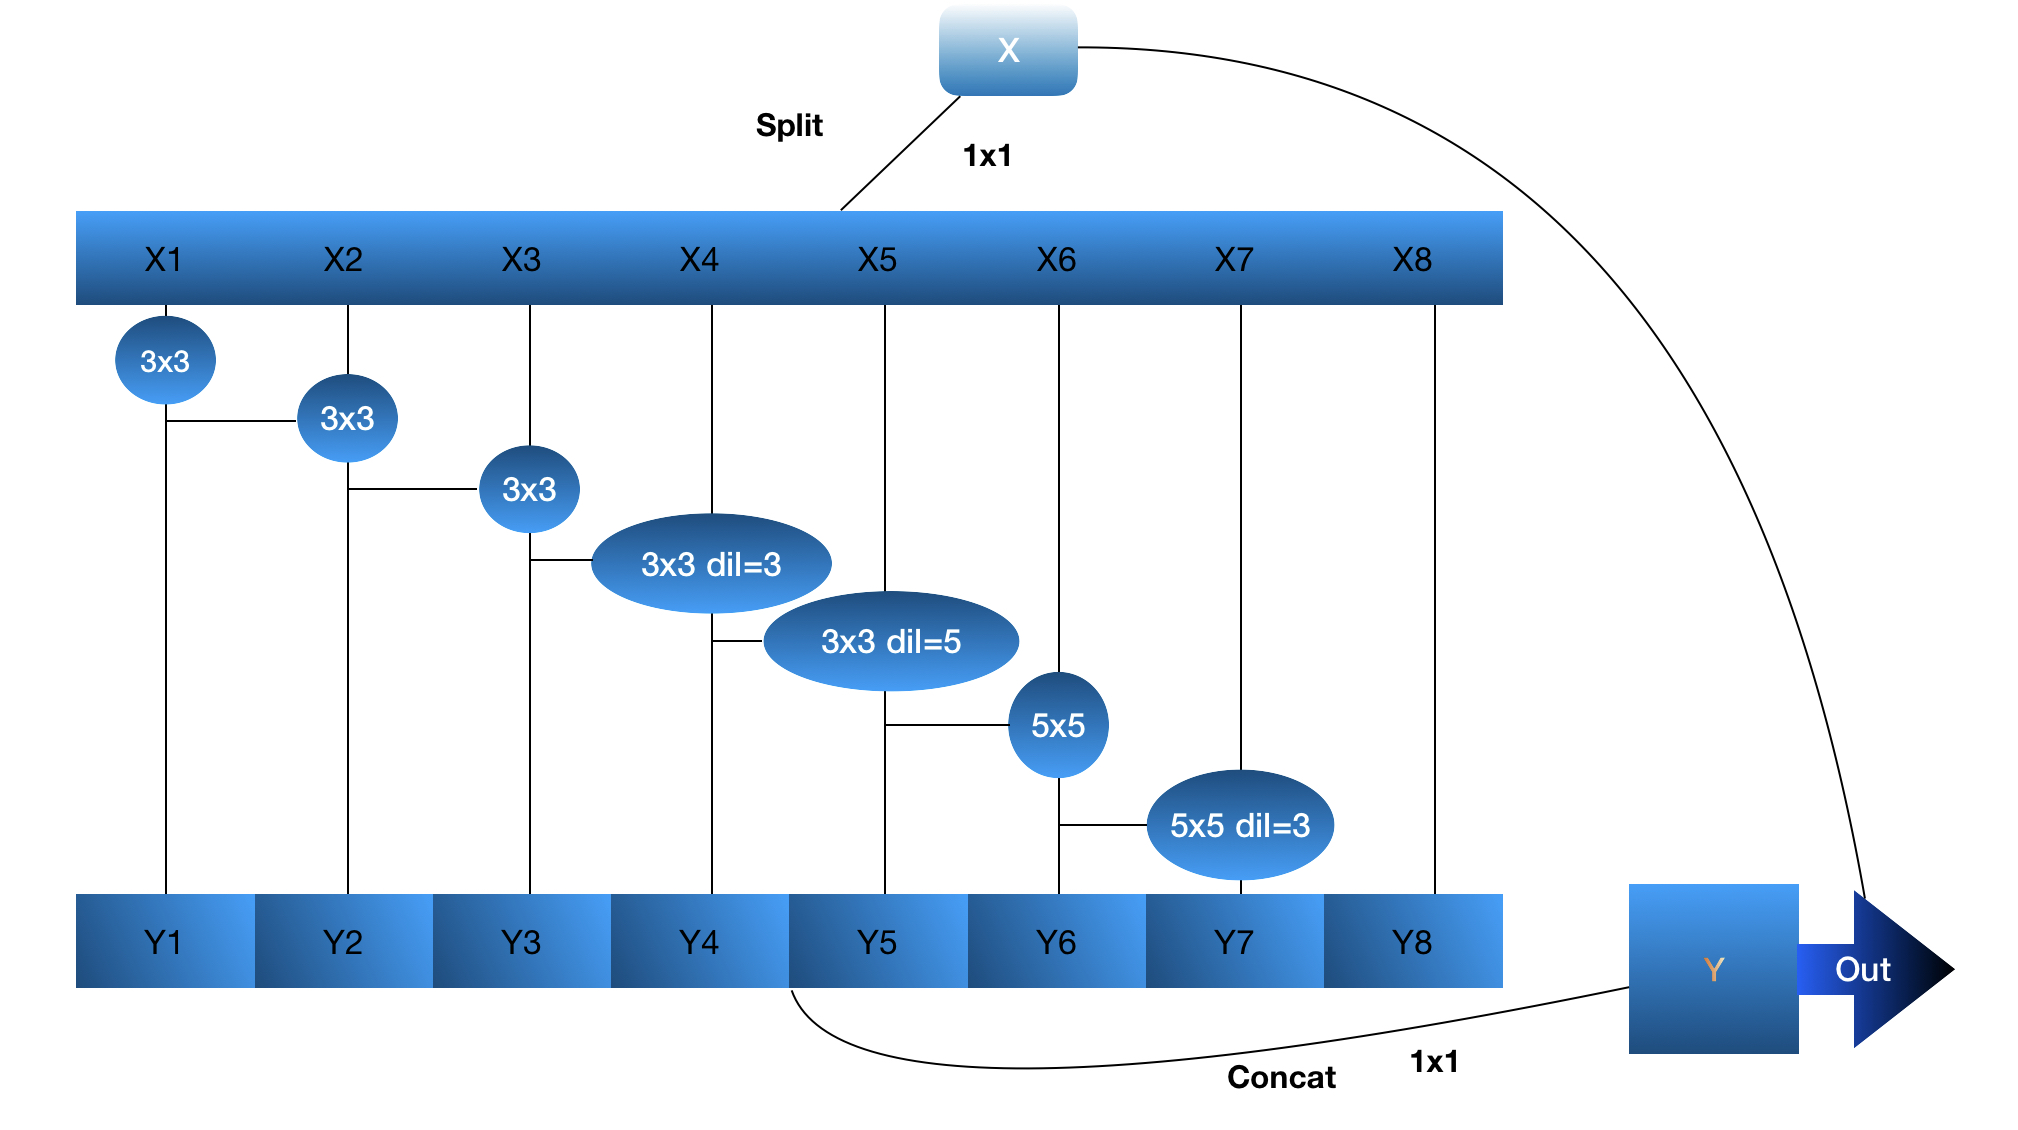 X
Split
1x1
X1 X2 X3 X4 X5 X6 X7 X8
3x3
3x3
3x3
3x3 dil=3
3x3 dil=5
5x5
5x5 dil=3
Y1 Y2 Y3 Y4 Y5 Y6 Y7 Y8
Y
Out
Concat
1x1